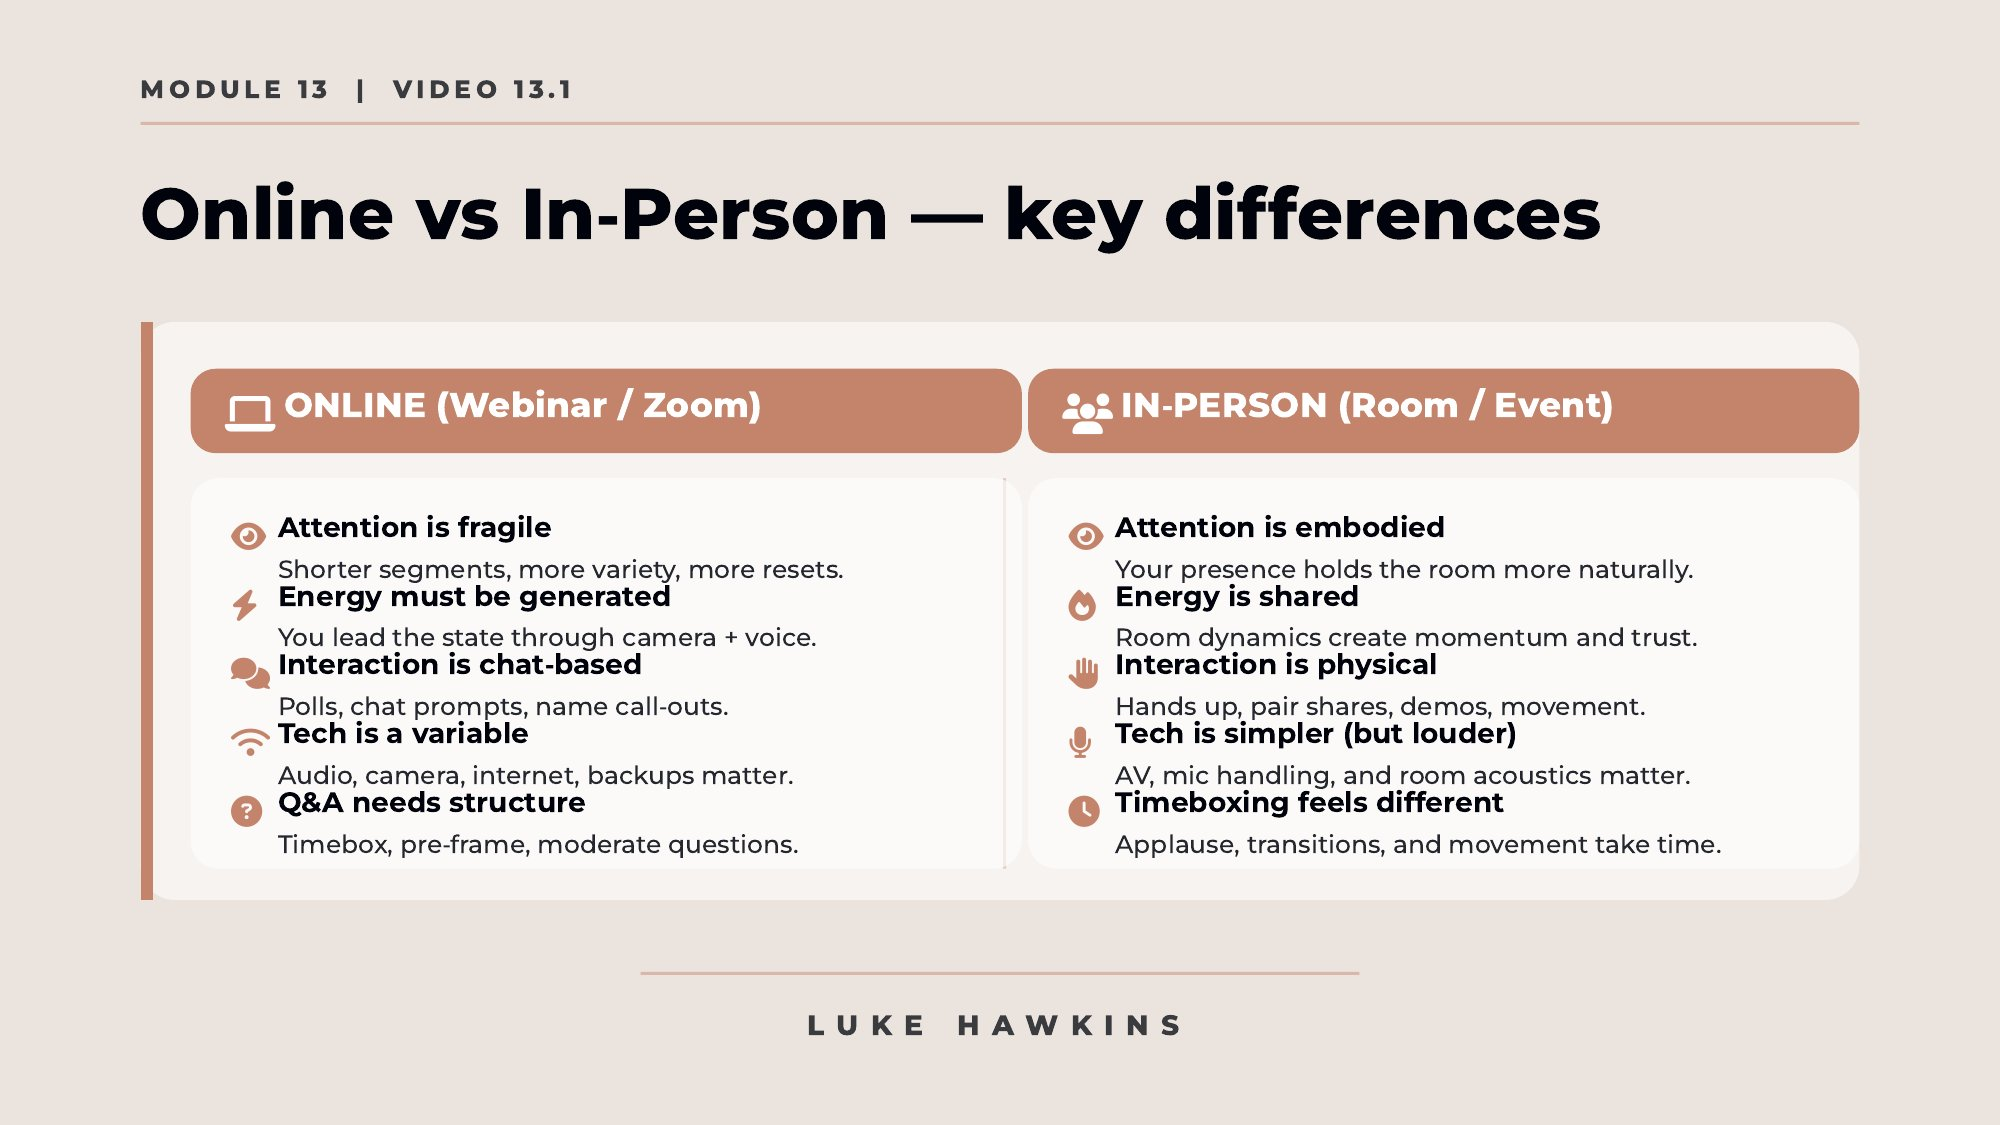 MODULE 13 | VIDEO 13.1
Online vs In-Person — key differences
ONLINE (Webinar / Zoom)
Attention is fragile
Shorter segments, more variety, more resets.
Energy must be generated
You lead the state through camera + voice.
Interaction is chat-based
Polls, chat prompts, name call-outs.
Tech is a variable
Audio, camera, internet, backups matter.
Q&A needs structure
Timebox, pre-frame, moderate questions.
IN-PERSON (Room / Event)
Attention is embodied
Your presence holds the room more naturally.
Energy is shared
Room dynamics create momentum and trust.
Interaction is physical
Hands up, pair shares, demos, movement.
Tech is simpler (but louder)
AV, mic handling, and room acoustics matter.
Timeboxing feels different
Applause, transitions, and movement take time.
LUKE HAWKINS